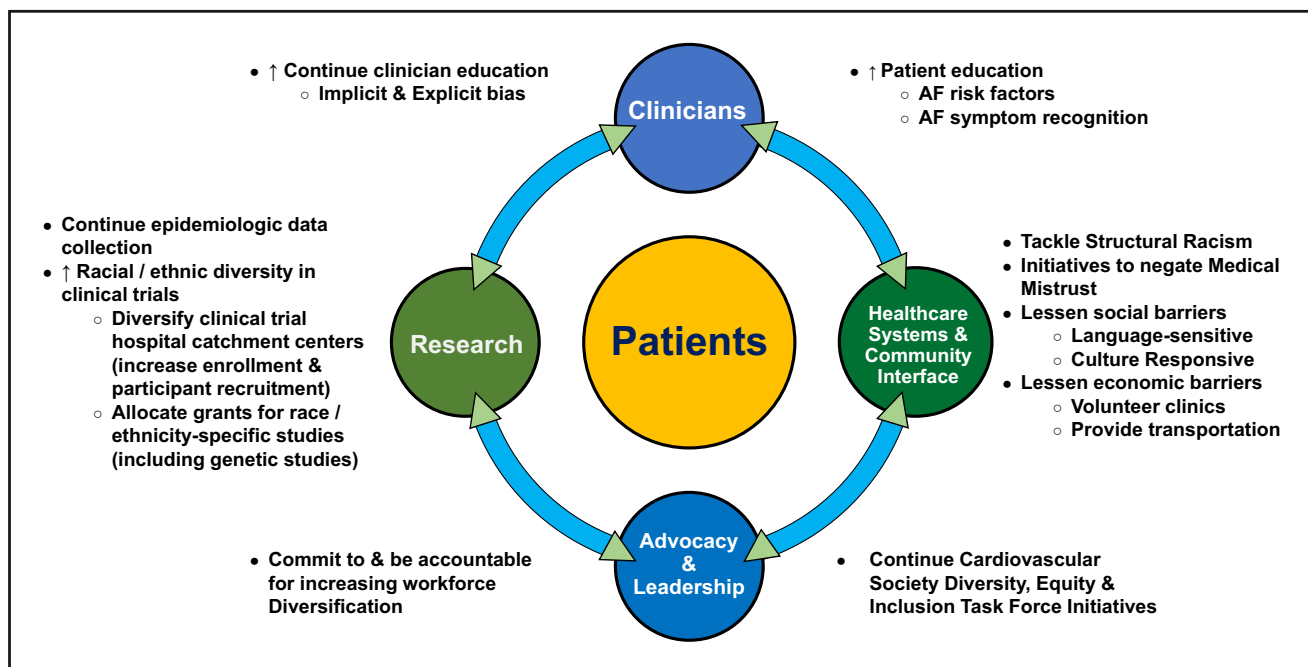 • ↑ Continue clinician education
○ Implicit & Explicit bias
Clinicians
• ↑ Patient education
○ AF risk factors
○ AF symptom recognition
• Continue epidemiologic data
collection
• ↑ Racial / ethnic diversity in
clinical trials
○ Diversify clinical trial
hospital catchment centers
(increase enrollment &
participant recruitment)
○ Allocate grants for race /
ethnicity-specific studies
(including genetic studies)
Research
Patients
Healthcare
Systems &
Community
Interface
• Tackle Structural Racism
• Initiatives to negate Medical
Mistrust
• Lessen social barriers
○ Language-sensitive
○ Culture Responsive
• Lessen economic barriers
○ Volunteer clinics
○ Provide transportation
• Commit to & be accountable
for increasing workforce
Diversification
Advocacy
&
Leadership
• Continue Cardiovascular
Society Diversity, Equity &
Inclusion Task Force Initiatives